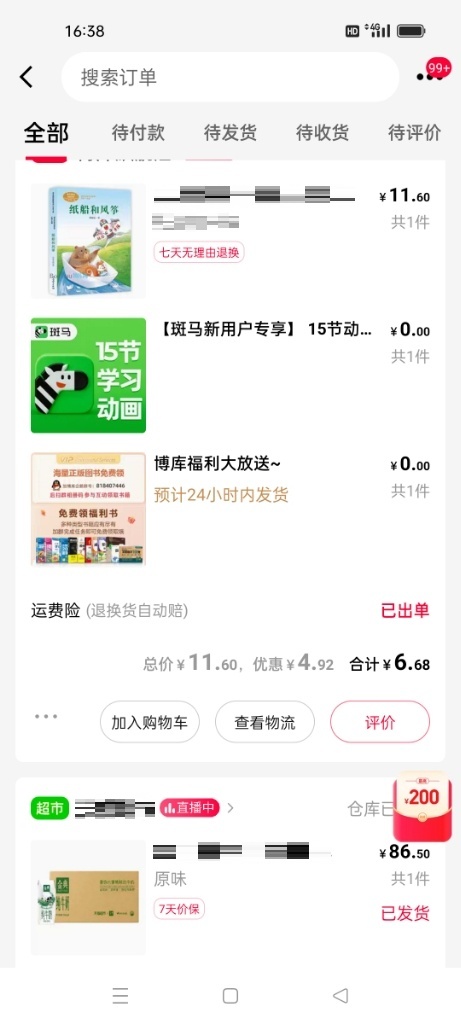 16:38
HD 4G
搜索订单
99+
全部 待付款 待发货 待收货 待评价
纸船和风筝
¥11.60
共1件
七天无理由退换
斑马
15节
学习
动画
【斑马新用户专享】 15节动...
¥0.00
共1件
海量正版图书免费领
818407446
免费领福利书
博库福利大放送~
¥0.00
预计24小时内发货
共1件
运费险 (退换货自动赔)
已出单
总价¥11.60, 优惠¥4.92 合计¥6.68
加入购物车 查看物流 评价
超市
直播中
仓库已
¥200
¥86.50
原味
共1件
7天价保
已发货